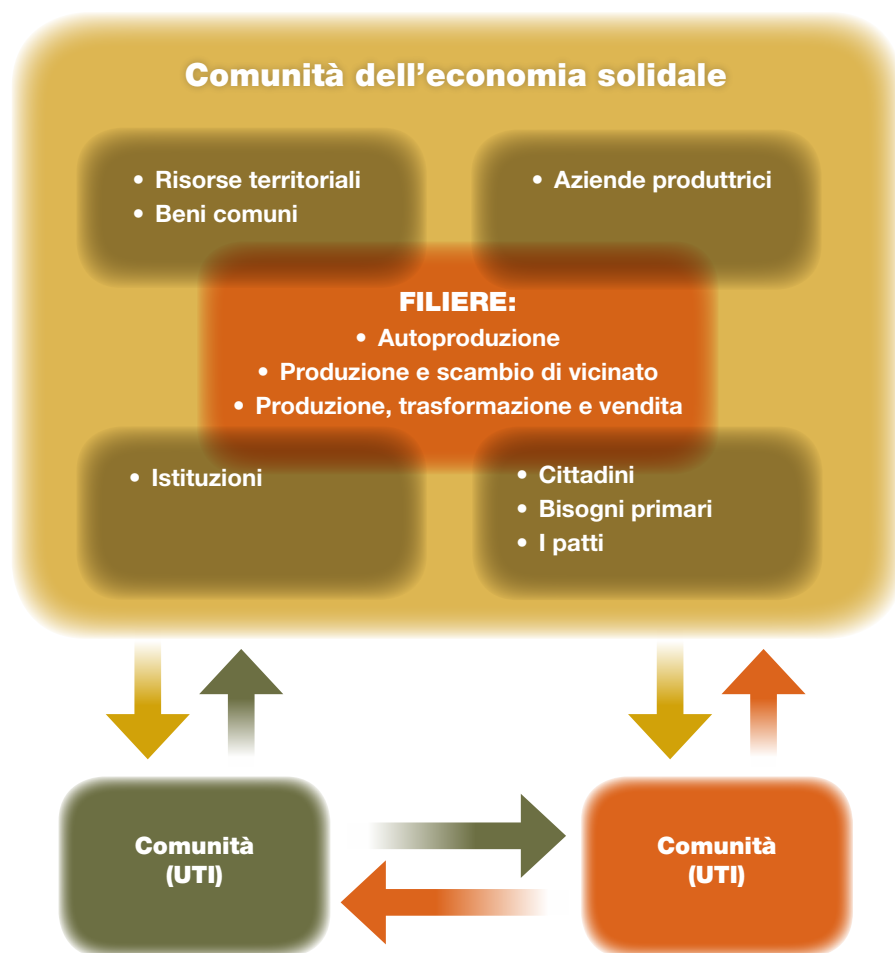 Comunità dell'economia solidale
• Risorse territoriali
• Beni comuni
• Aziende produttrici
FILIERE:
• Autoproduzione
• Produzione e scambio di vicinato
• Produzione, trasformazione e vendita
• Istituzioni
• Cittadini
• Bisogni primari
• I patti
Comunità
(UTI)
Comunità
(UTI)